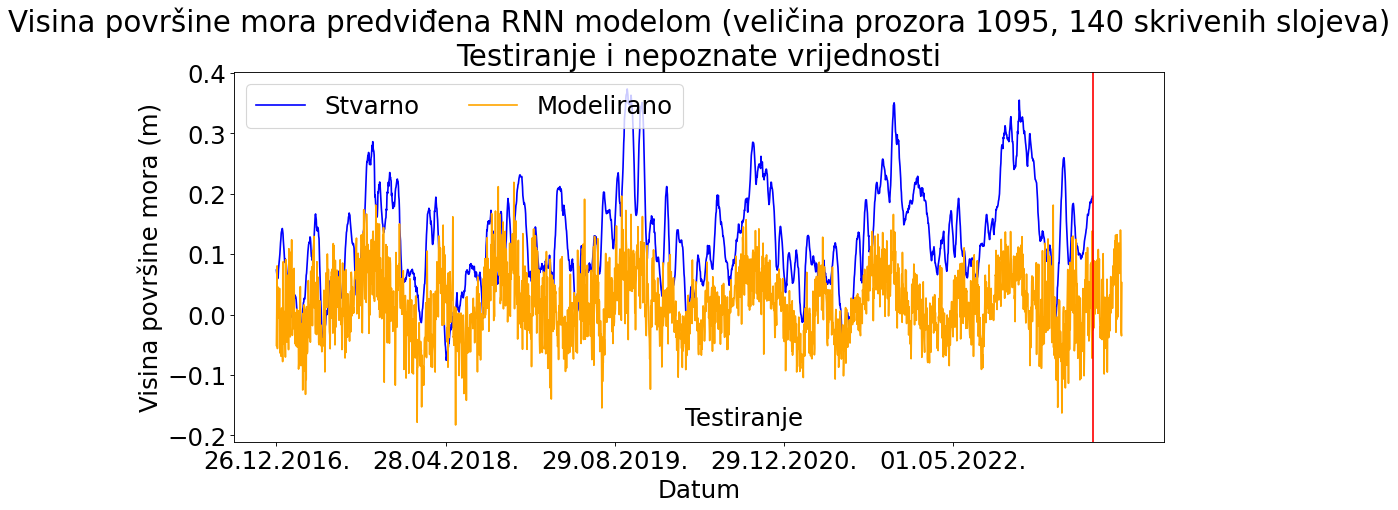 Visina površine mora predviđena RNN modelom (veličina prozora 1095, 140 skrivenih slojeva)
Testiranje i nepoznate vrijednosti
Stvarno Modelirano
Visina površine mora (m)
0.4
0.3
0.2
0.1
0.0
−0.1
−0.2
Testiranje
26.12.2016. 28.04.2018. 29.08.2019. 29.12.2020. 01.05.2022.
Datum